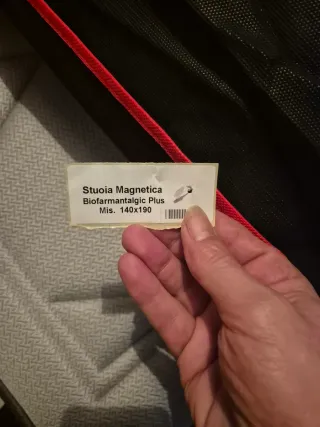 Stuoia Magnetica
Biofarmantalgic Plus
Mis. 140x190